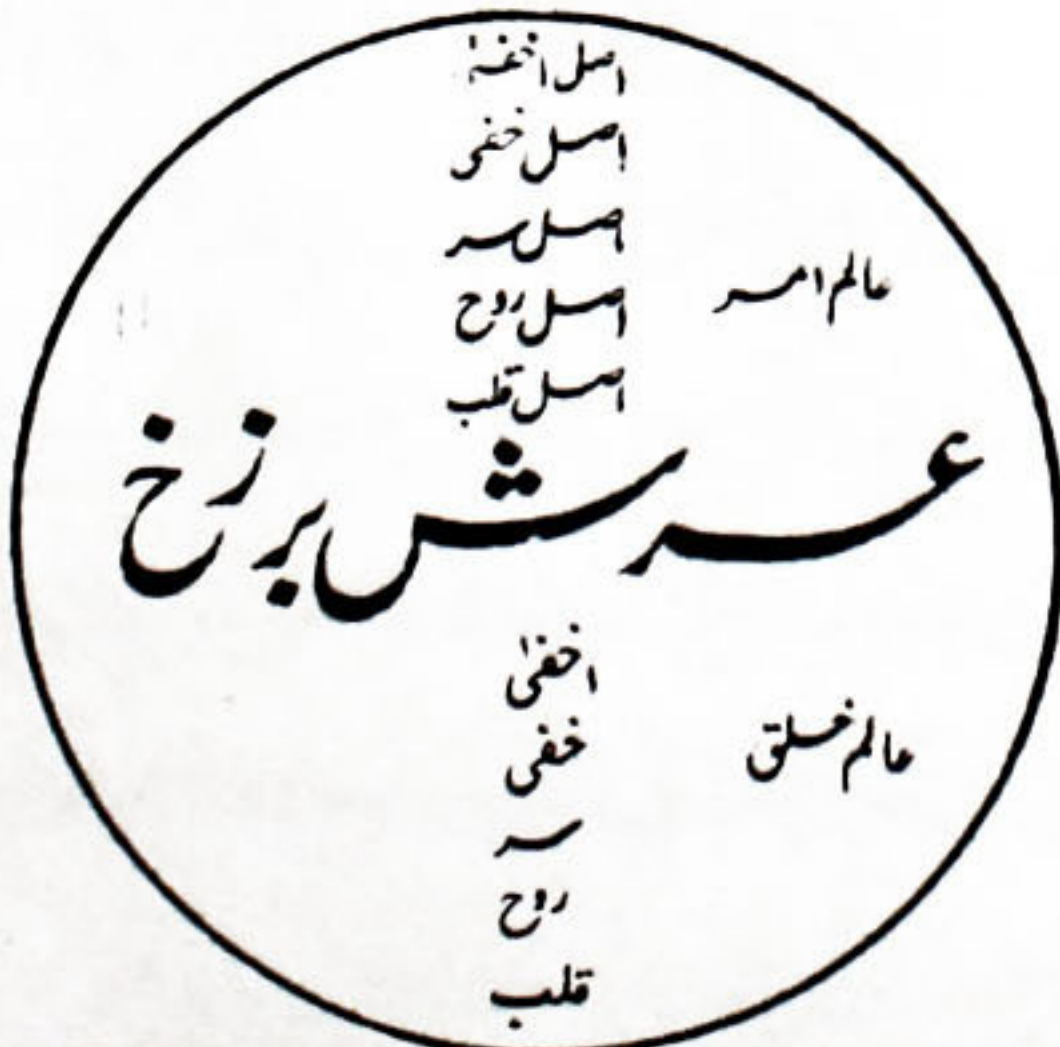 اصل اخفیٰ
اصل خفی
اصل سر
اصل روح
عالم امر
اصل قلب
عرش برزخ
اخفیٰ
خفی
عالم خلق
سر
روح
قلب